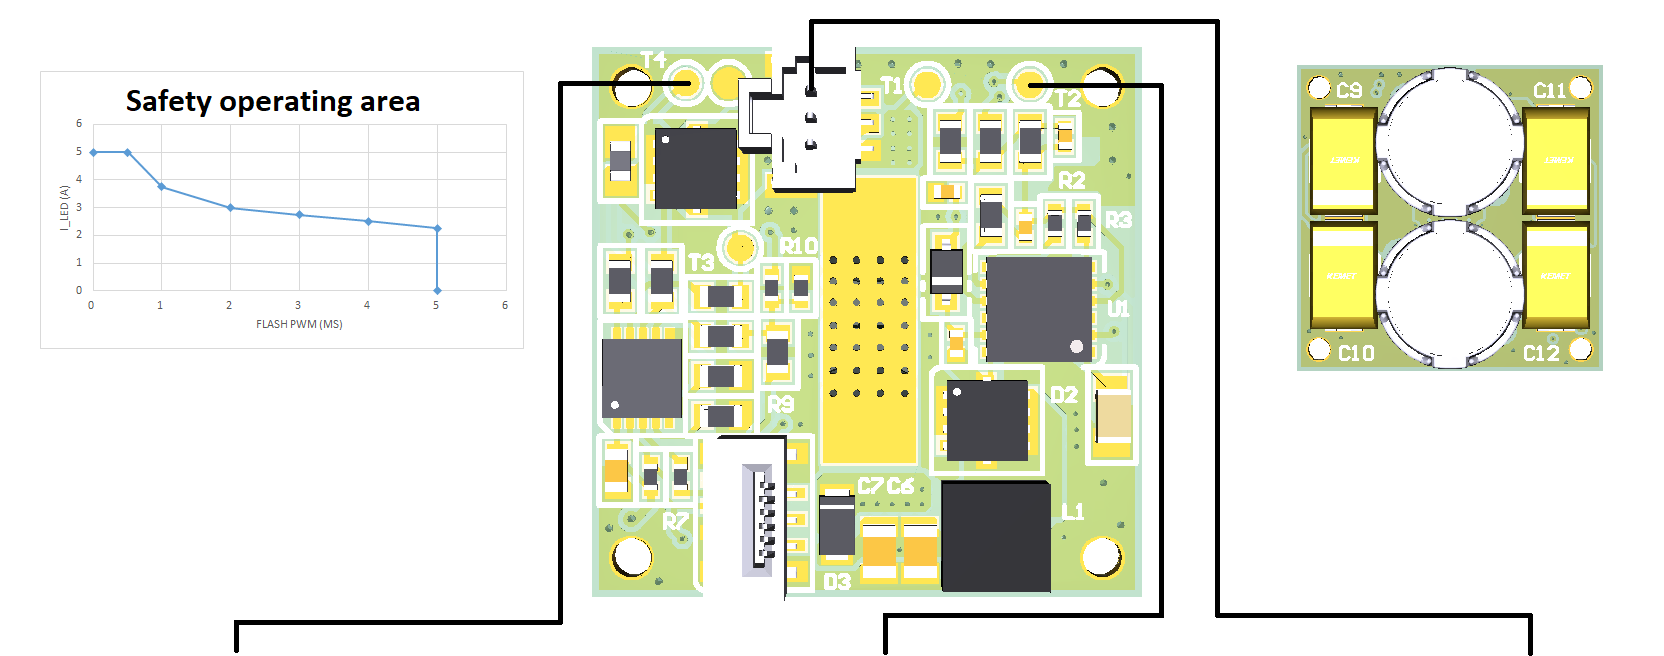 Safety operating area
6
5
4
3
2
1
0
I_LED (A)
0 1 2 3 4 5 6
FLASH PWM (MS)
T4
T1
T2
R2
R3
R10
T3
U1
D2
R9
C7 C6
L1
R7
D3
C9
C11
C10
C12